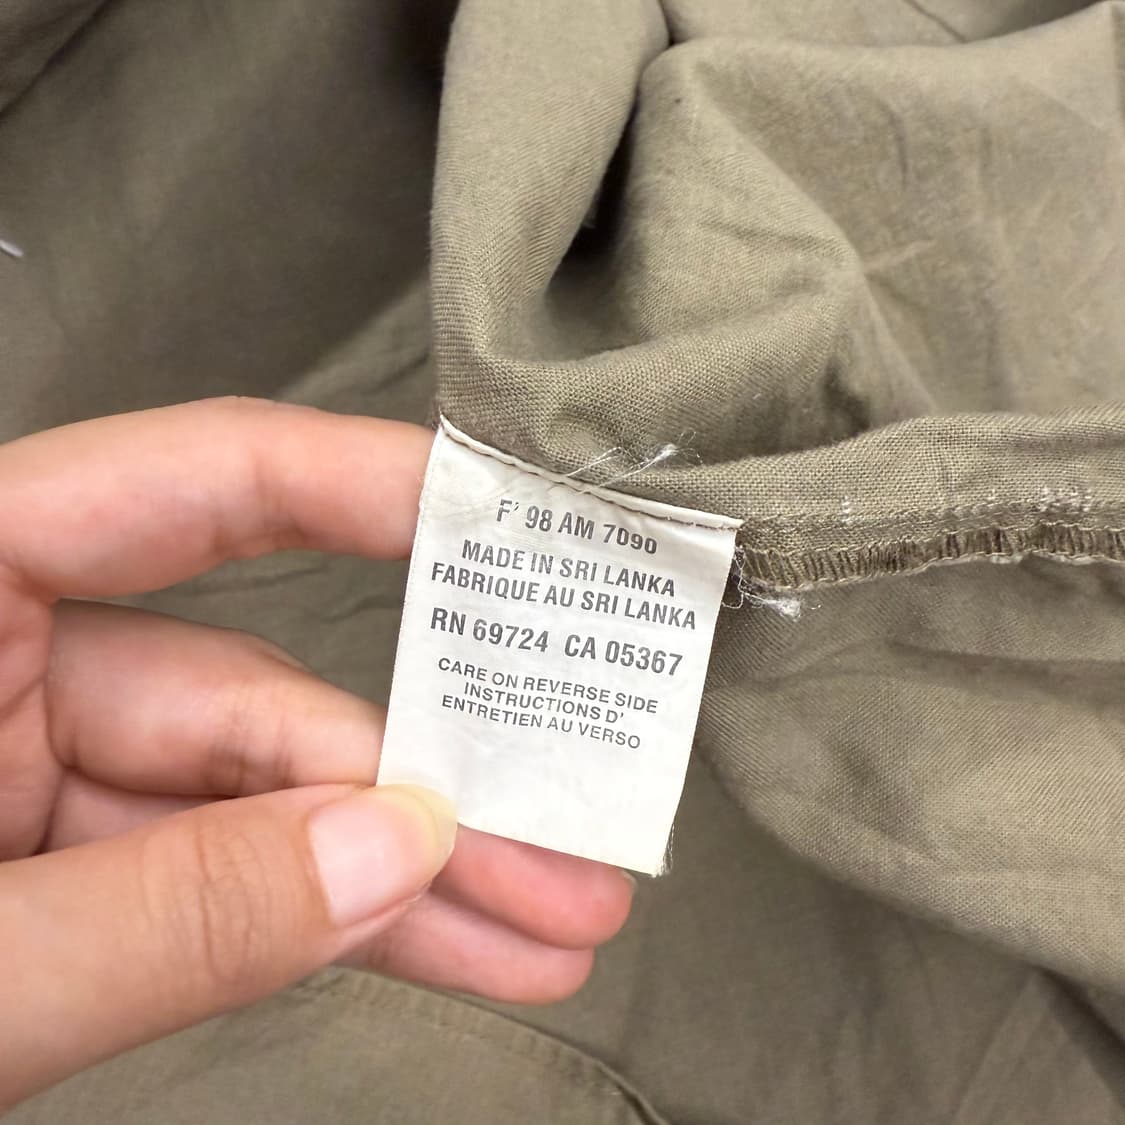 F' 98 AM 7090
MADE IN SRI LANKA
FABRIQUE AU SRI LANKA
RN 69724 CA 05367
CARE ON REVERSE SIDE
INSTRUCTIONS D'
ENTRETIEN AU VERSO